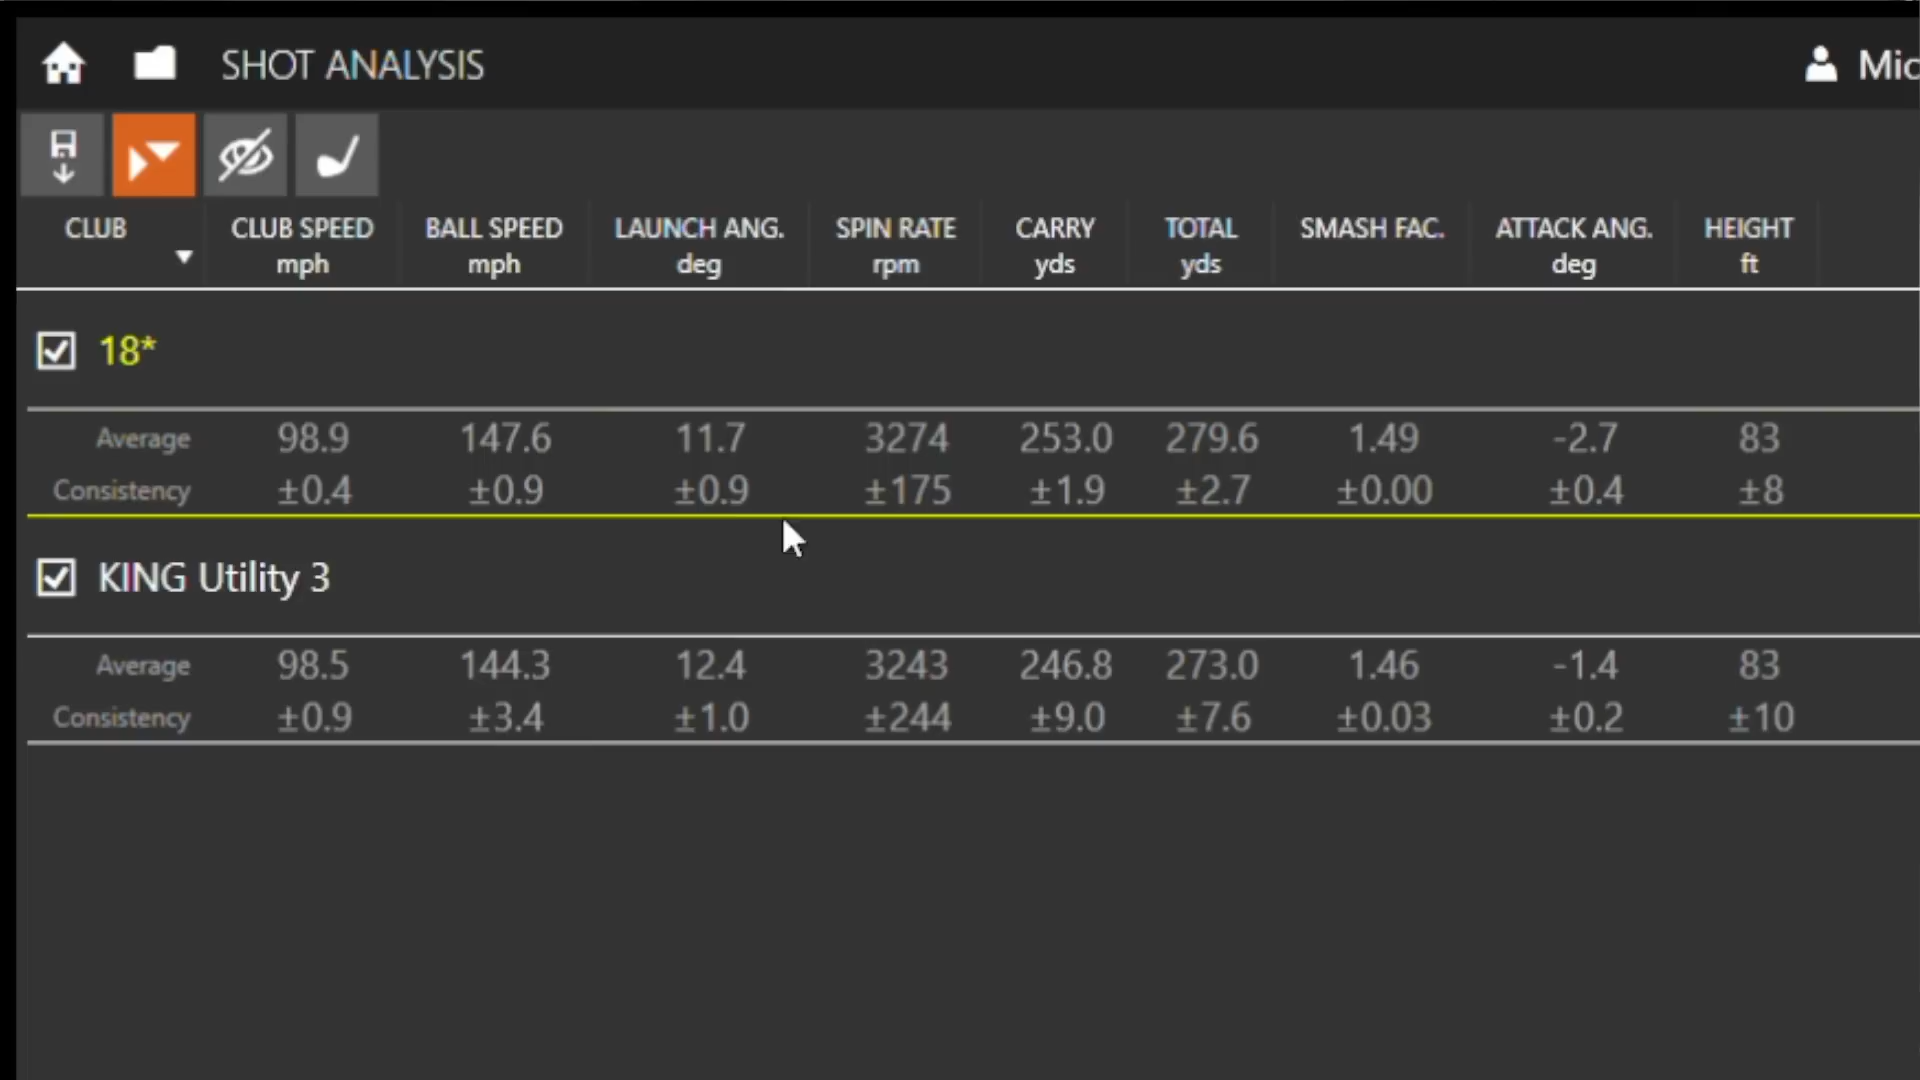 SHOT ANALYSIS Mic
CLUB CLUB SPEED BALL SPEED LAUNCH ANG. SPIN RATE CARRY TOTAL SMASH FAC. ATTACK ANG. HEIGHT
mph mph deg rpm yds yds deg ft
18*
Average 98.9 147.6 11.7 3274 253.0 279.6 1.49 -2.7 83
Consistency ±0.4 ±0.9 ±0.9 ±175 ±1.9 ±2.7 ±0.00 ±0.4 ±8
KING Utility 3
Average 98.5 144.3 12.4 3243 246.8 273.0 1.46 -1.4 83
Consistency ±0.9 ±3.4 ±1.0 ±244 ±9.0 ±7.6 ±0.03 ±0.2 ±10